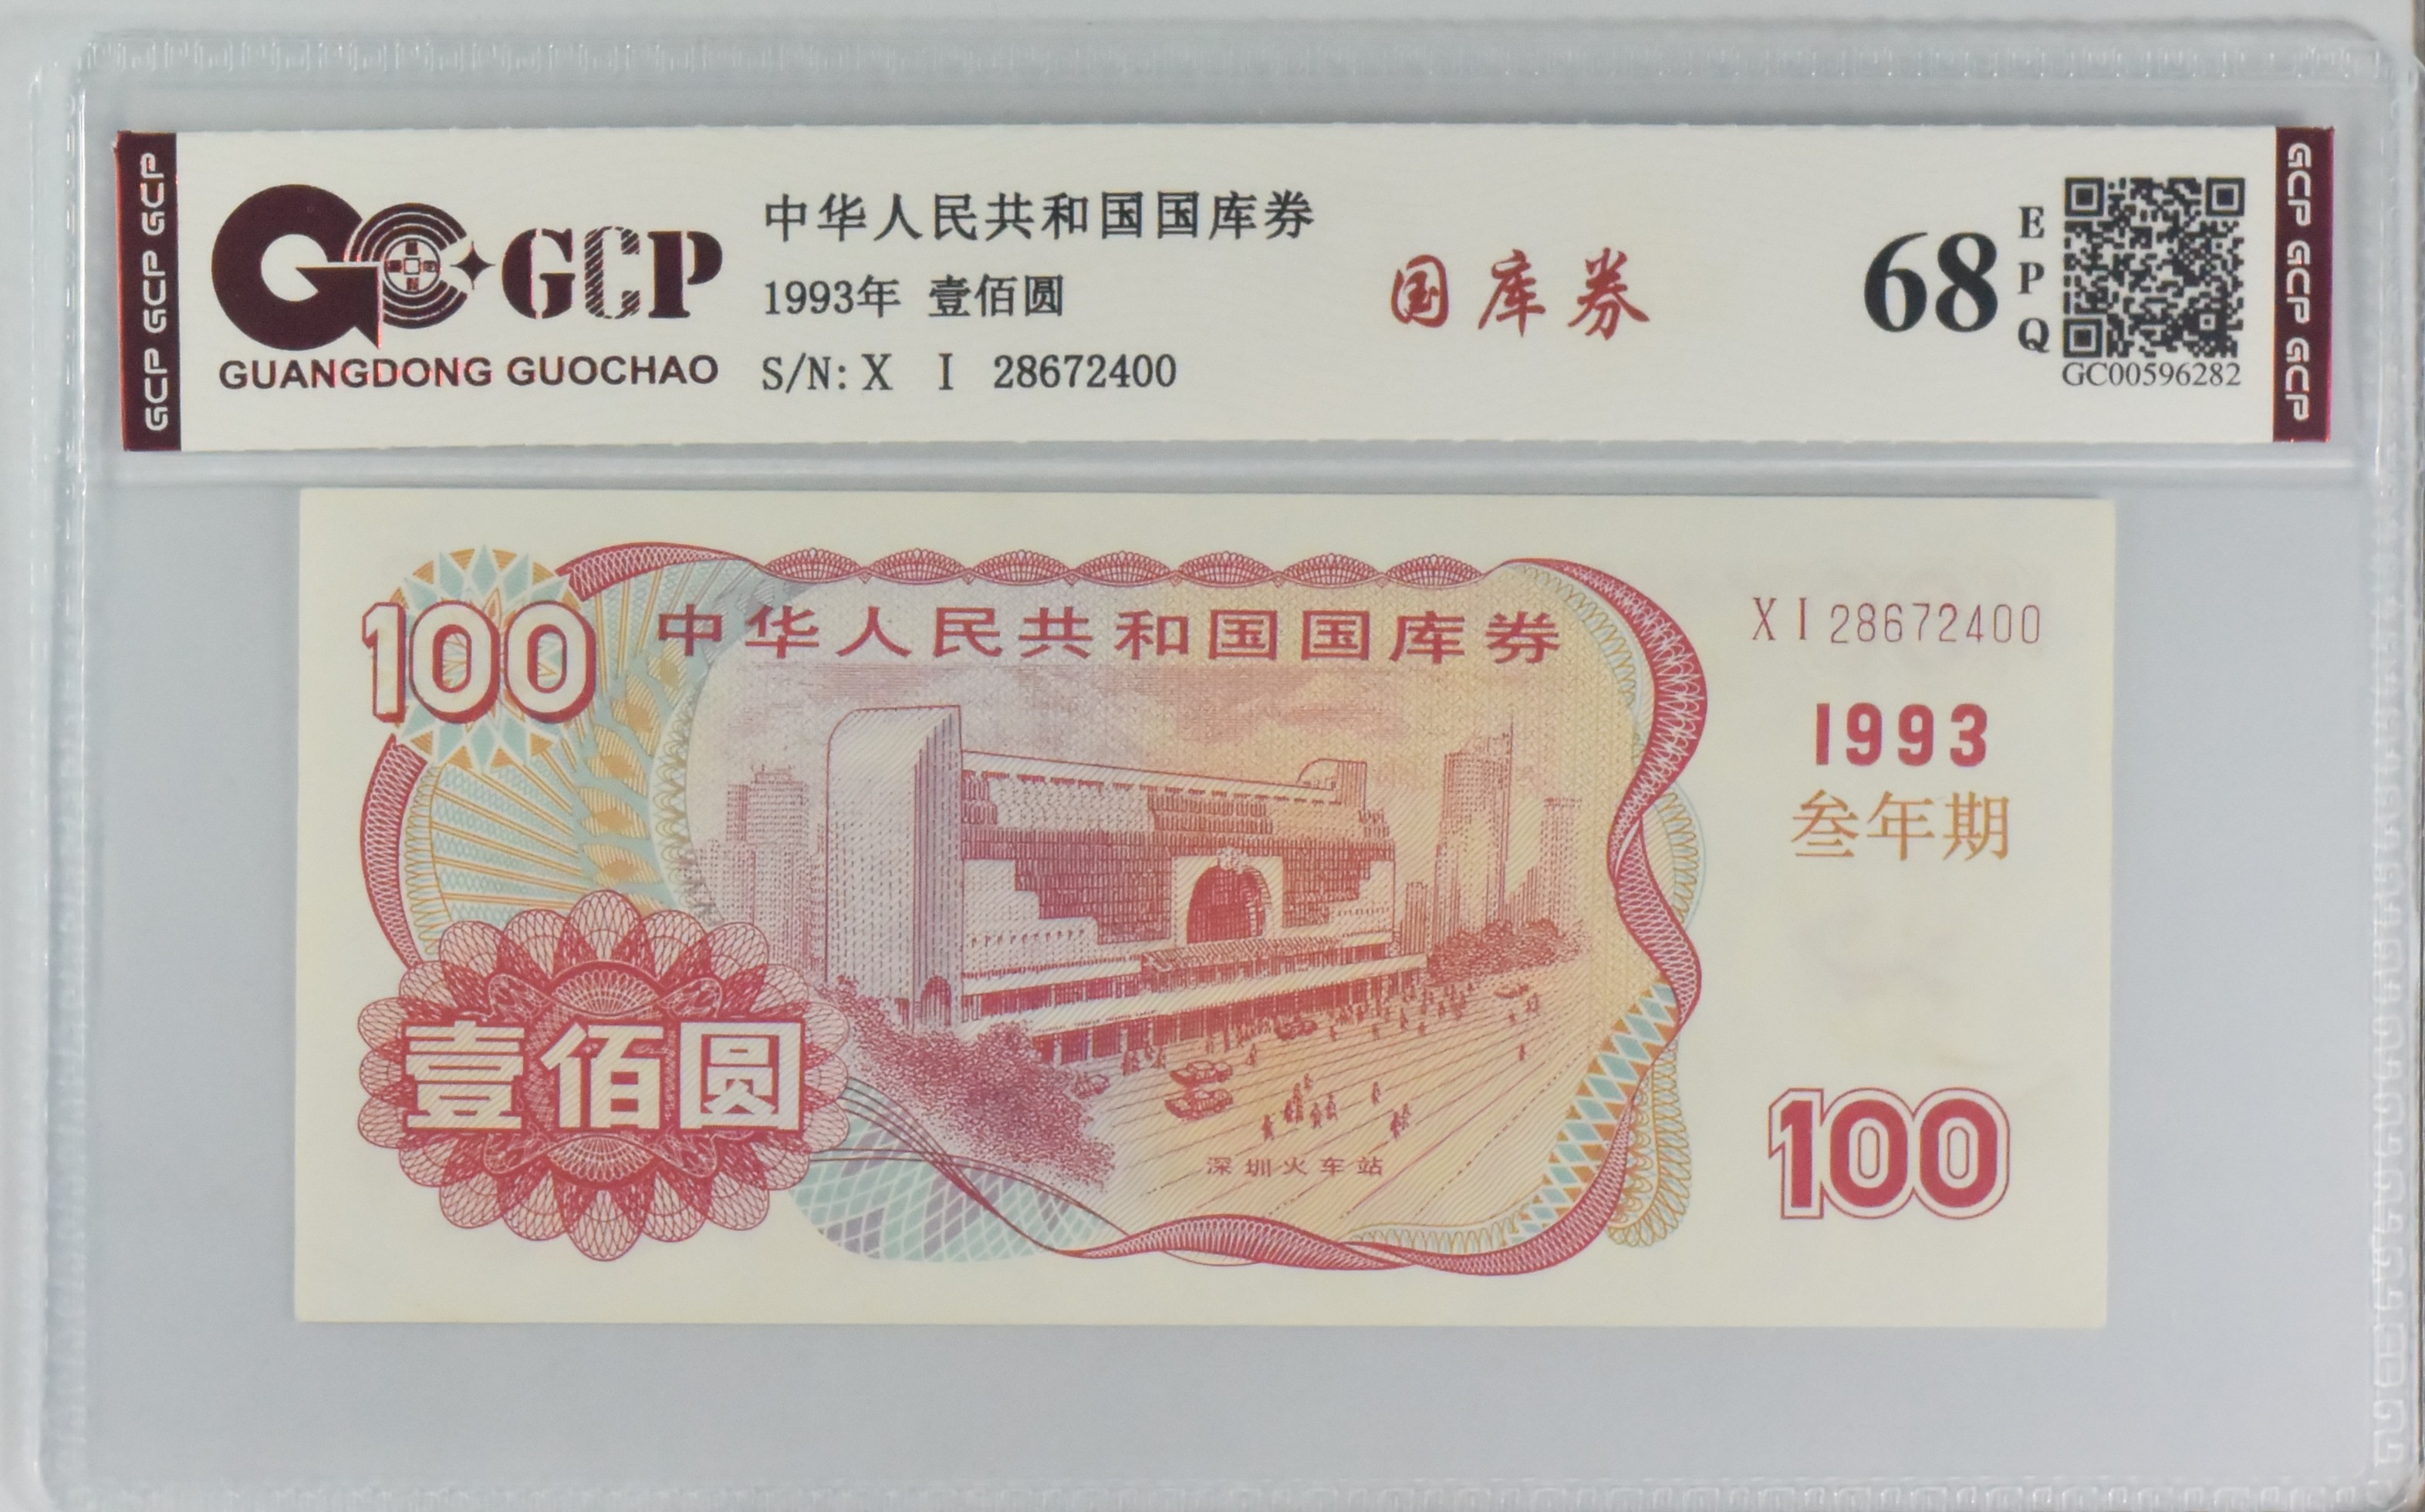 GCP GCP GCP
GCP
GUANGDONG GUOCHAO
中华人民共和国国库券
1993年 壹佰圆
S/N: X I 28672400
国库券
68
EPQ
GC00596282
GCP GCP GCP
100
中华人民共和国国库券
X I 28672400
1993
叁年期
壹佰圆
深圳火车站
100